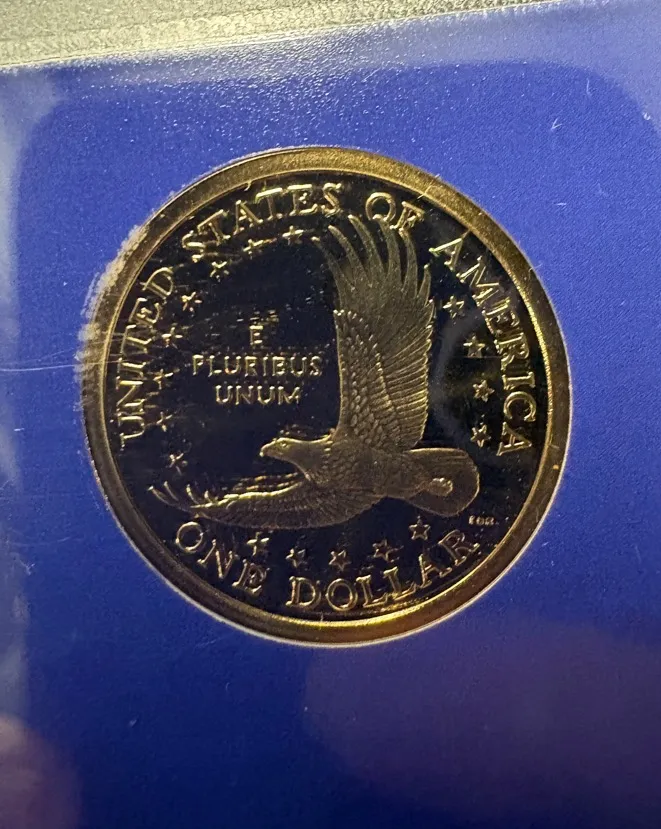 UNITED STATES OF AMERICA
E
PLURIBUS
UNUM
ONE DOLLAR